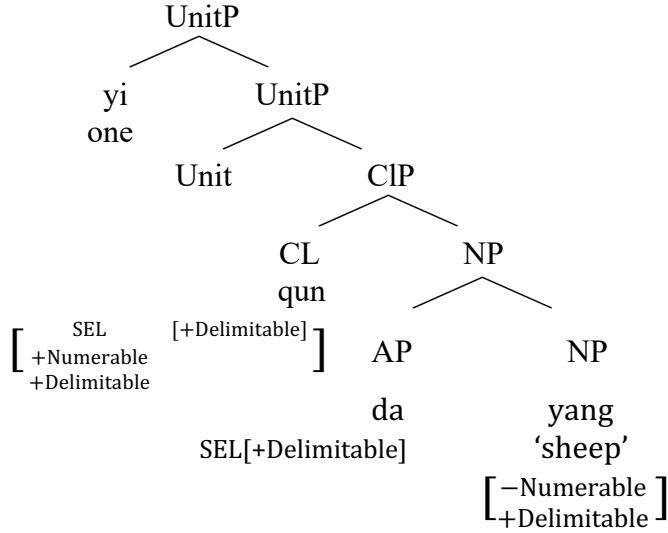 UnitP
yi UnitP
one
Unit ClP
CL NP
qun
[ SEL [+Delimitable] ]
+Numerable
+Delimitable
AP NP
da yang
SEL[+Delimitable] ‘sheep’
[−Numerable]
[+Delimitable]